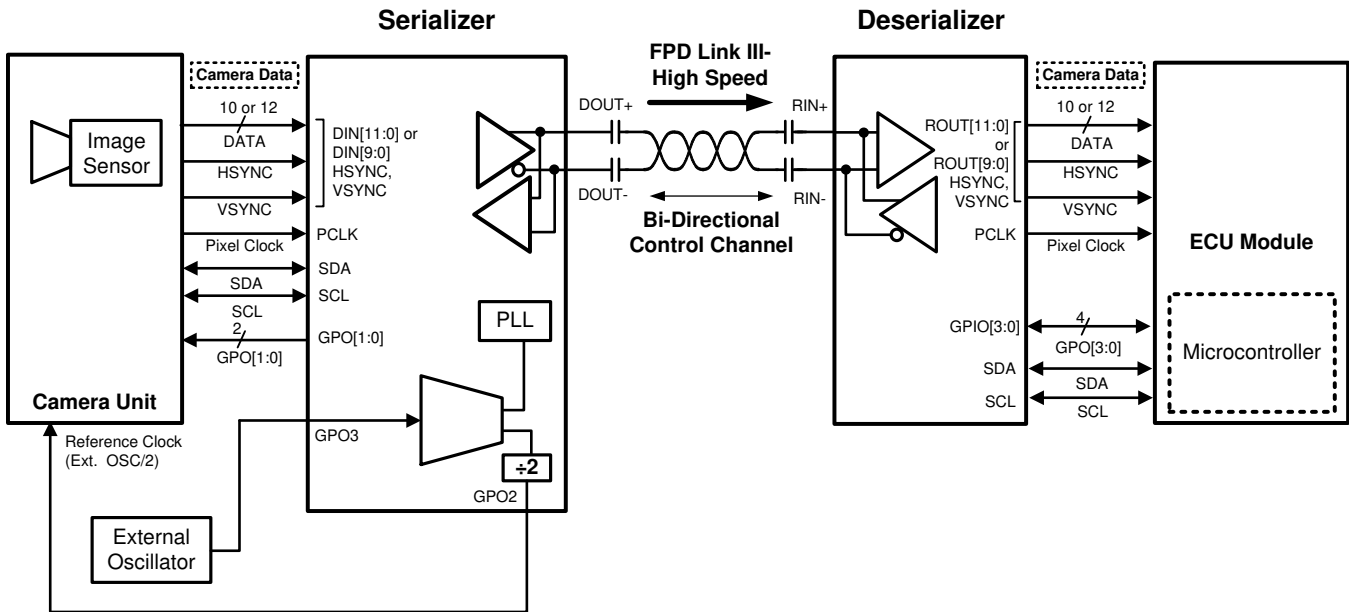 Serializer
Deserializer
FPD Link III-
High Speed
Camera Data
Camera Data
Image
Sensor
10 or 12
DATA
HSYNC
VSYNC
Pixel Clock
SDA
SCL
2
GPO[1:0]
Camera Unit
DIN[11:0] or
DIN[9:0]
HSYNC,
VSYNC
PCLK
SDA
SCL
GPO[1:0]
PLL
GPO3
÷2
GPO2
Reference Clock
(Ext. OSC/2)
External
Oscillator
DOUT+
DOUT-
RIN+
RIN-
Bi-Directional
Control Channel
ROUT[11:0]
or
ROUT[9:0]
HSYNC,
VSYNC
PCLK
GPIO[3:0]
SDA
SCL
10 or 12
DATA
HSYNC
VSYNC
Pixel Clock
4
GPO[3:0]
SDA
SCL
ECU Module
Microcontroller